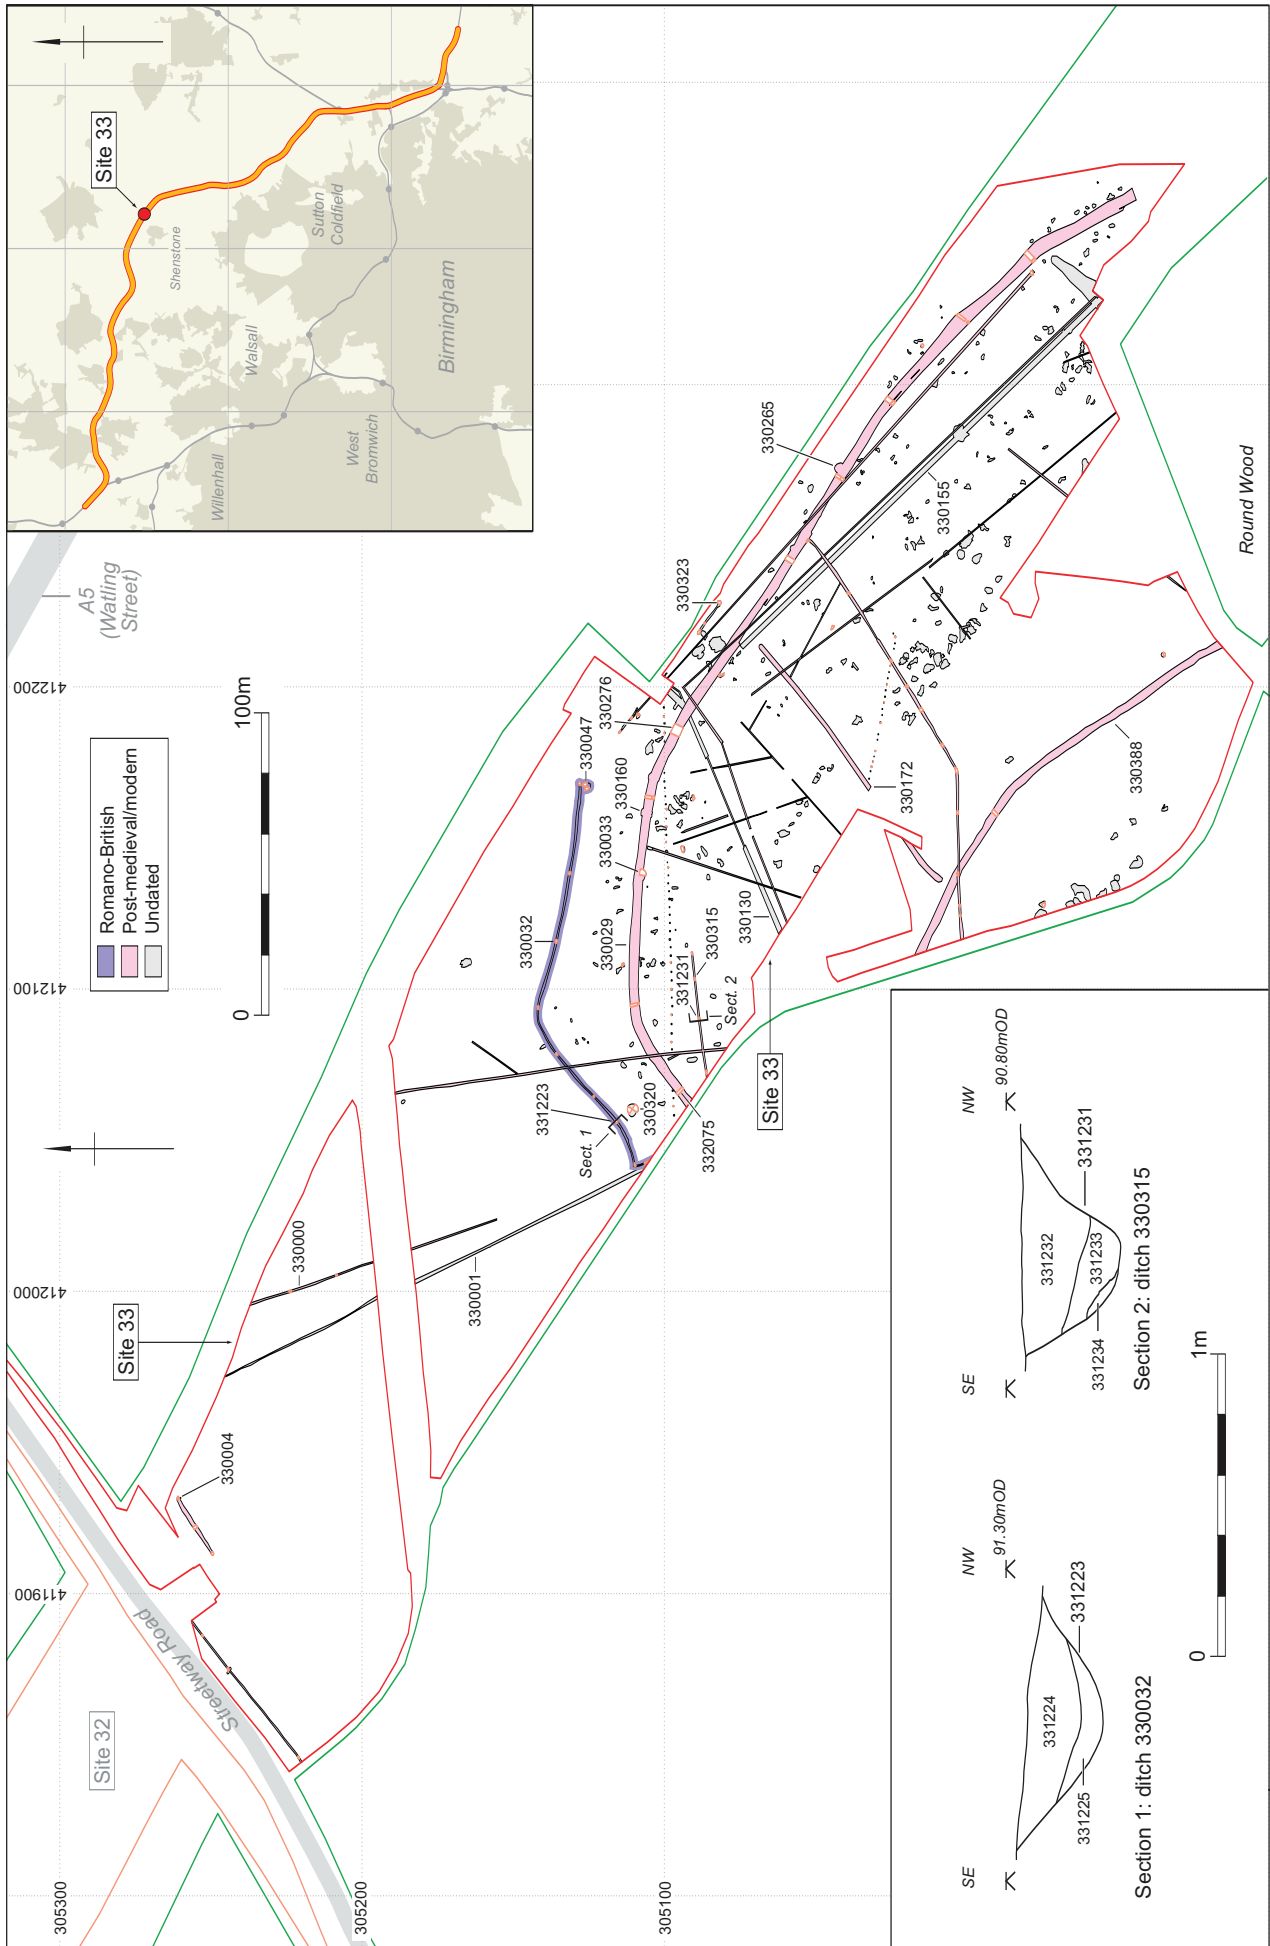 Site 33
Shenstone
Sutton
Coldfield
Walsall
Birmingham
West
Bromwich
Willenhall
A5
(Watling
Street)
412200
412100
412000
411900
305300
305200
305100
Romano-British
Post-medieval/modern
Undated
0
100m
Site 32
Streetway Road
330004
Site 33
330000
330001
Sect. 1
331223
330032
330047
330320
332075
330029
330033
330160
330276
331231
330315
Sect. 2
330130
Site 33
330323
330265
330155
330172
330388
Round Wood
SE
NW
91.30mOD
331225
331224
331223
Section 1: ditch 330032
SE
NW
90.80mOD
331234
331232
331233
331231
Section 2: ditch 330315
0
1m